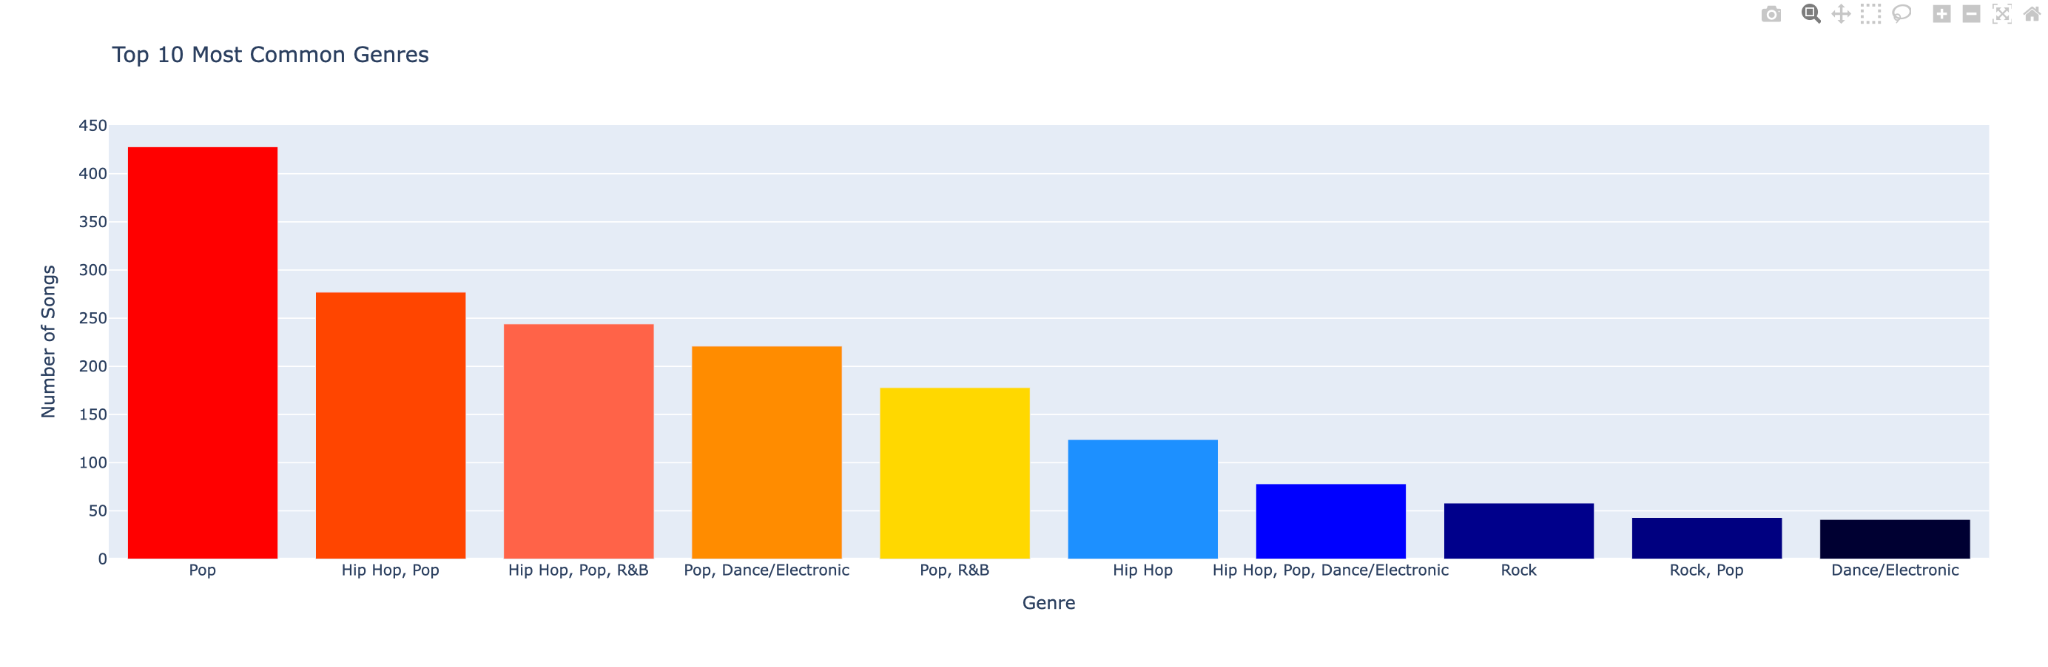 Top 10 Most Common Genres
450
400
350
300
250
200
150
100
50
0
Number of Songs
Pop
Hip Hop, Pop
Hip Hop, Pop, R&B
Pop, Dance/Electronic
Pop, R&B
Hip Hop
Hip Hop, Pop, Dance/Electronic
Rock
Rock, Pop
Dance/Electronic
Genre